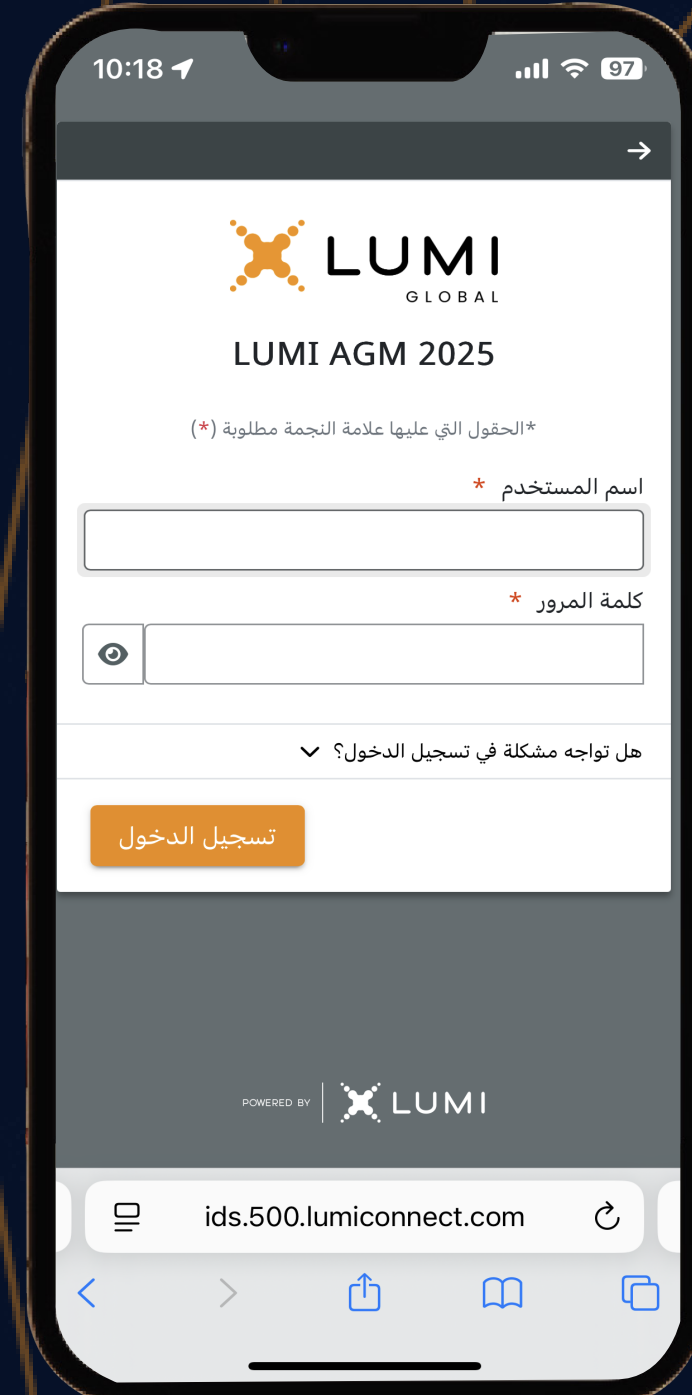 10:18
97
LUMI
GLOBAL
LUMI AGM 2025
*الحقول التي عليها علامة النجمة مطلوبة (*)
اسم المستخدم *
كلمة المرور *
هل تواجه مشكلة في تسجيل الدخول؟
تسجيل الدخول
POWERED BY LUMI
ids.500.lumiconnect.com